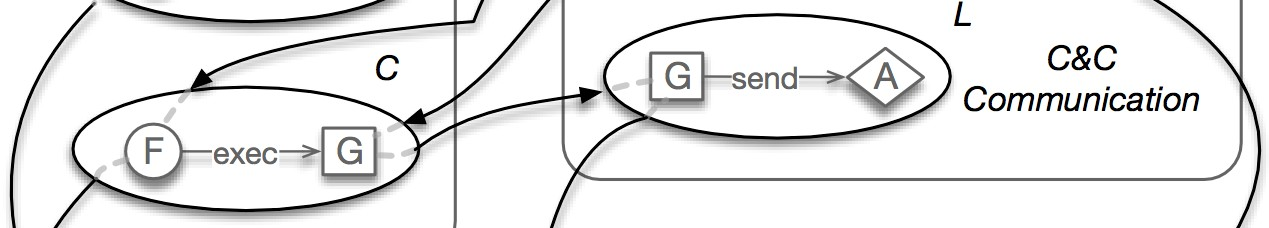 L
C
C&C
Communication
G send A
F exec G